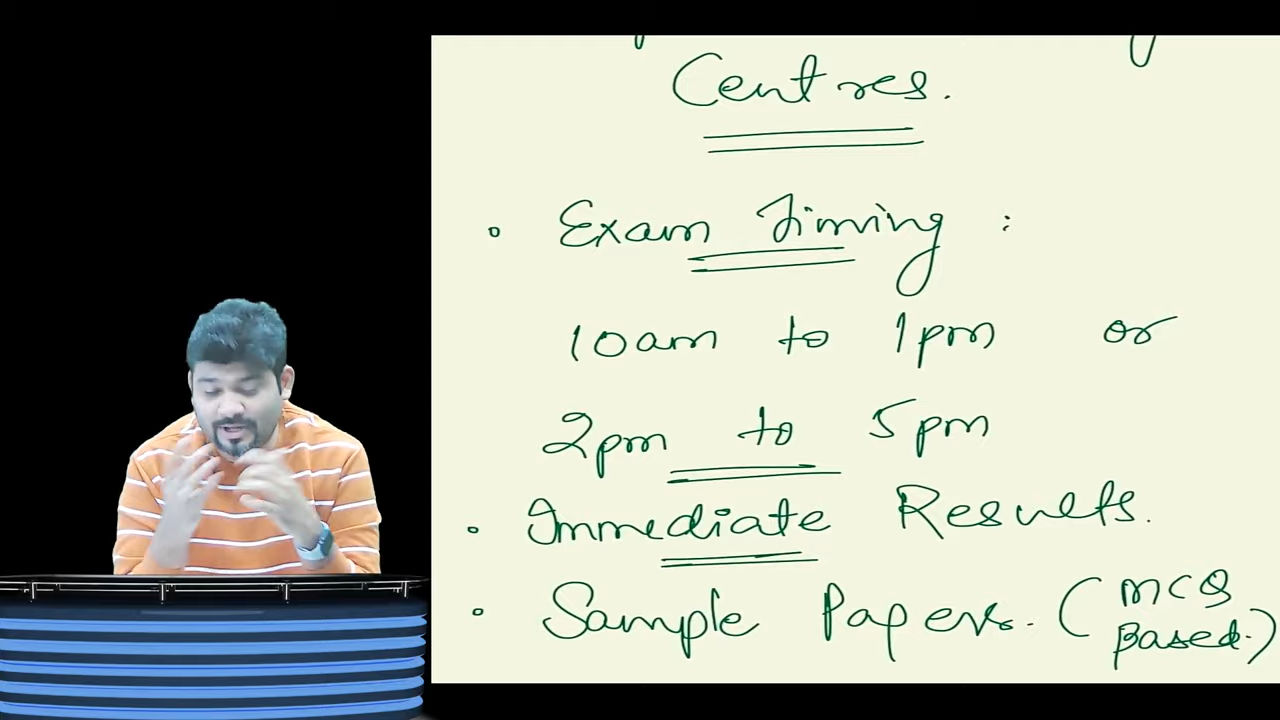 Centres.
• Exam Timing :
10am to 1pm or
2pm to 5pm
• Immediate Results.
• Sample Papers. (MCQ
Based.)